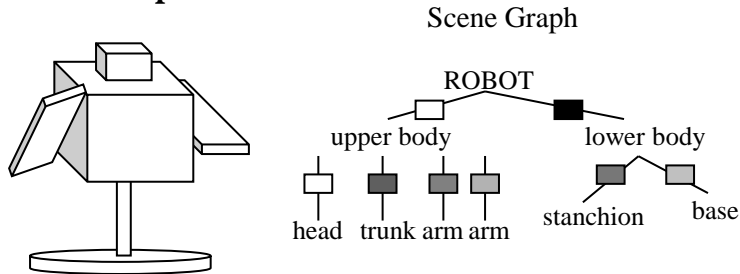 Scene Graph
ROBOT
upper body lower body
head trunk arm arm stanchion base